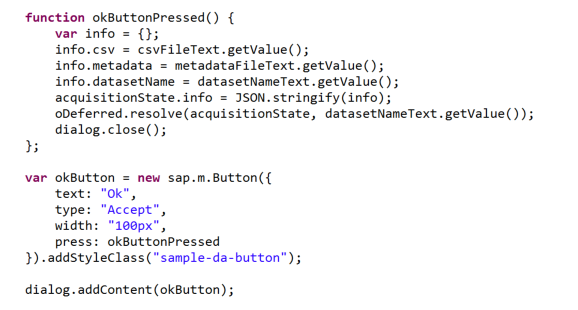 function okButtonPressed() {
    var info = {};
    info.csv = csvFileText.getValue();
    info.metadata = metadataFileText.getValue();
    info.datasetName = datasetNameText.getValue();
    acquisitionState.info = JSON.stringify(info);
    oDeferred.resolve(acquisitionState, datasetNameText.getValue());
    dialog.close();
};

var okButton = new sap.m.Button({
    text: "Ok",
    type: "Accept",
    width: "100px",
    press: okButtonPressed
}).addStyleClass("sample-da-button");

dialog.addContent(okButton);